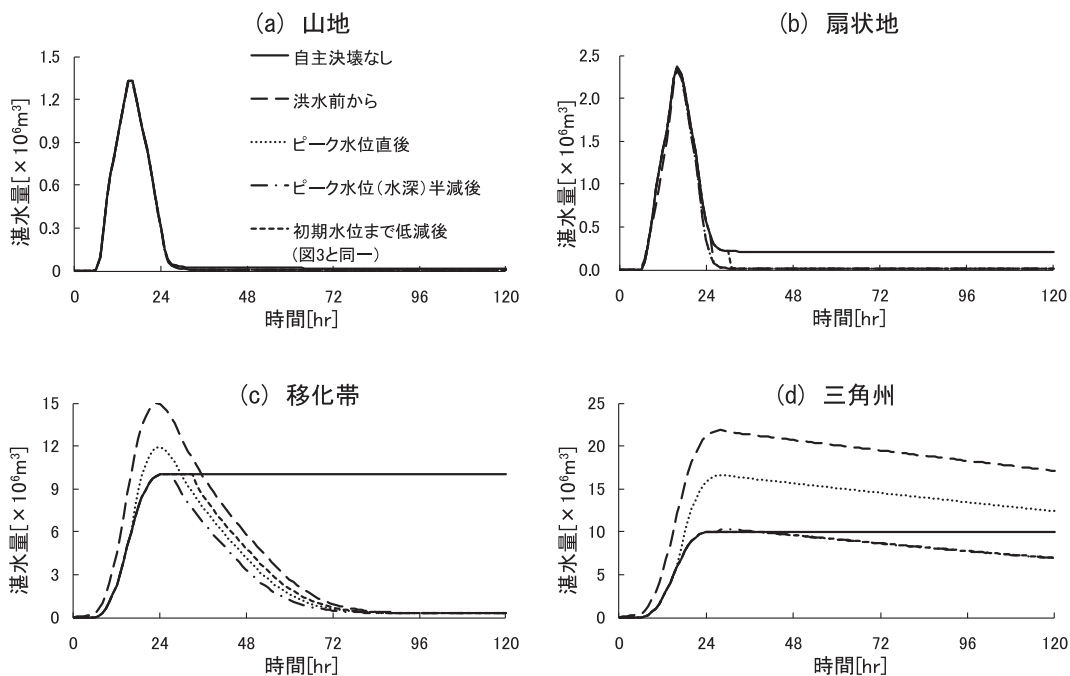 (a) 山地
湛水量[×10⁶m³]
1.5
1.2
0.9
0.6
0.3
0
0 24 48 72 96 120
時間[hr]
自主決壊なし
洪水前から
ピーク水位直後
ピーク水位(水深)半減後
初期水位まで低減後
(図3と同一)
(b) 扇状地
湛水量[×10⁶m³]
2.5
2.0
1.5
1.0
0.5
0.0
0 24 48 72 96 120
時間[hr]
(c) 移化帯
湛水量[×10⁶m³]
15
12
9
6
3
0
0 24 48 72 96 120
時間[hr]
(d) 三角州
湛水量[×10⁶m³]
25
20
15
10
5
0
0 24 48 72 96 120
時間[hr]